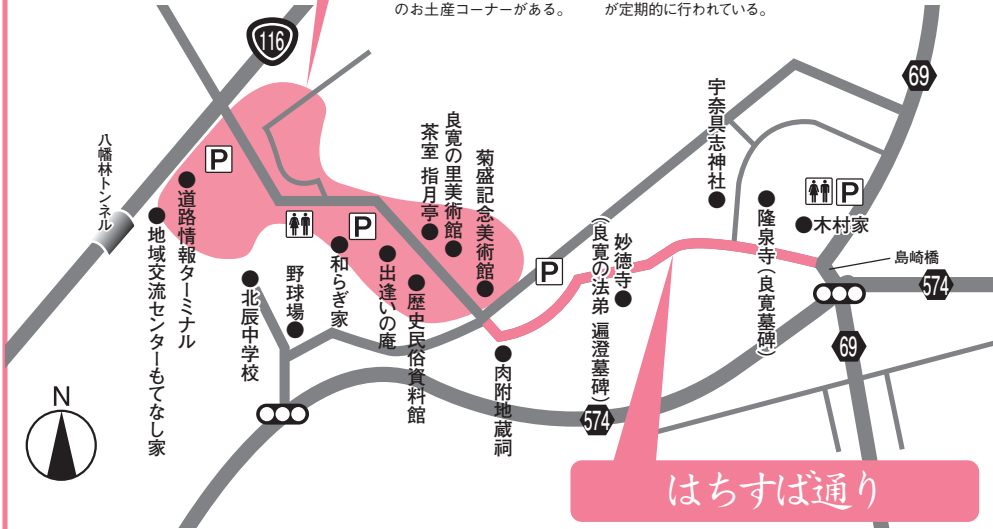 のお土産コーナーがある。
が定期的に行われている。
116
69
八幡林トンネル
P
道路情報ターミナル
地域交流センターもてなし家
北辰中学校
野球場
和らぎ家
P
出逢いの庵
歴史民俗資料館
茶室 指月亭
良寛の里美術館
菊盛記念美術館
P
肉附地蔵祠
妙徳寺
(良寛の法弟 遍澄墓碑)
宇奈具志神社
隆泉寺(良寛墓碑)
P
木村家
島崎橋
574
69
574
N
はちすば通り